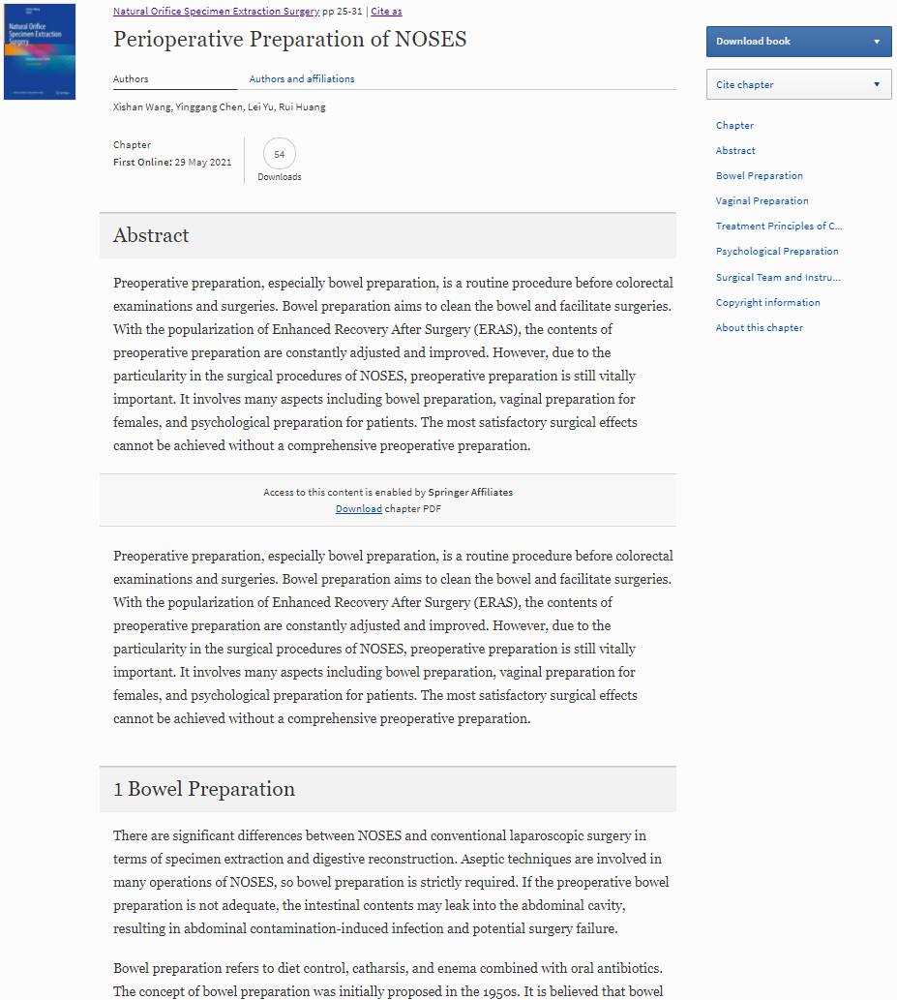 Natural Orifice
Specimen Extraction
Surgery
Natural Orifice Specimen Extraction Surgery pp 25-31 | Cite as
Perioperative Preparation of NOSES
Authors
Authors and affiliations
Xishan Wang, Yinggang Chen, Lei Yu, Rui Huang
Chapter
First Online: 29 May 2021
54
Downloads
Abstract
Preoperative preparation, especially bowel preparation, is a routine procedure before colorectal
examinations and surgeries. Bowel preparation aims to clean the bowel and facilitate surgeries.
With the popularization of Enhanced Recovery After Surgery (ERAS), the contents of
preoperative preparation are constantly adjusted and improved. However, due to the
particularity in the surgical procedures of NOSES, preoperative preparation is still vitally
important. It involves many aspects including bowel preparation, vaginal preparation for
females, and psychological preparation for patients. The most satisfactory surgical effects
cannot be achieved without a comprehensive preoperative preparation.
Access to this content is enabled by Springer Affiliates
Download chapter PDF
Preoperative preparation, especially bowel preparation, is a routine procedure before colorectal
examinations and surgeries. Bowel preparation aims to clean the bowel and facilitate surgeries.
With the popularization of Enhanced Recovery After Surgery (ERAS), the contents of
preoperative preparation are constantly adjusted and improved. However, due to the
particularity in the surgical procedures of NOSES, preoperative preparation is still vitally
important. It involves many aspects including bowel preparation, vaginal preparation for
females, and psychological preparation for patients. The most satisfactory surgical effects
cannot be achieved without a comprehensive preoperative preparation.
1 Bowel Preparation
There are significant differences between NOSES and conventional laparoscopic surgery in
terms of specimen extraction and digestive reconstruction. Aseptic techniques are involved in
many operations of NOSES, so bowel preparation is strictly required. If the preoperative bowel
preparation is not adequate, the intestinal contents may leak into the abdominal cavity,
resulting in abdominal contamination-induced infection and potential surgery failure.
Bowel preparation refers to diet control, catharsis, and enema combined with oral antibiotics.
The concept of bowel preparation was initially proposed in the 1950s. It is believed that bowel
Download book
Cite chapter
Chapter
Abstract
Bowel Preparation
Vaginal Preparation
Treatment Principles of C...
Psychological Preparation
Surgical Team and Instru...
Copyright information
About this chapter